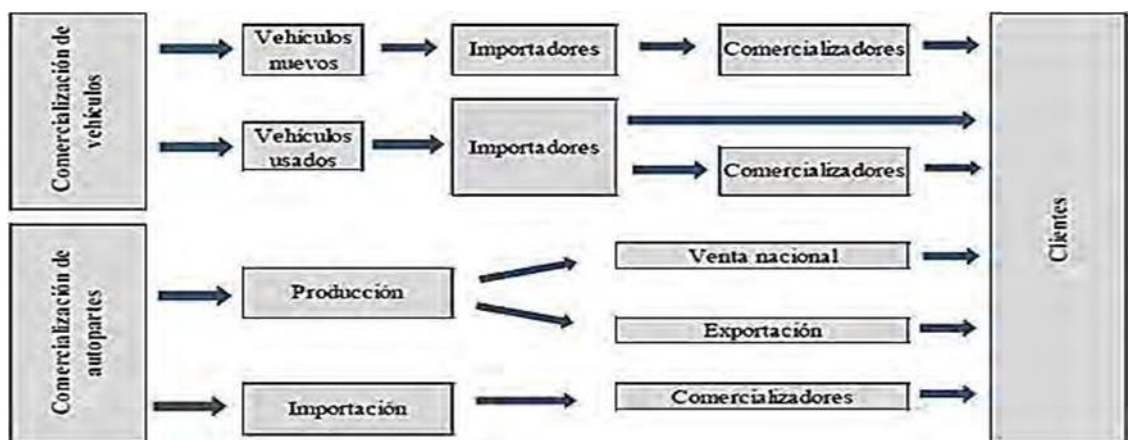 Comercialización de
vehículos
Vehículos
nuevos
Importadores
Comercializadores
Vehículos
usados
Importadores
Comercializadores
Comercialización de
autopartes
Producción
Venta nacional
Exportación
Importación
Comercializadores
Clientes